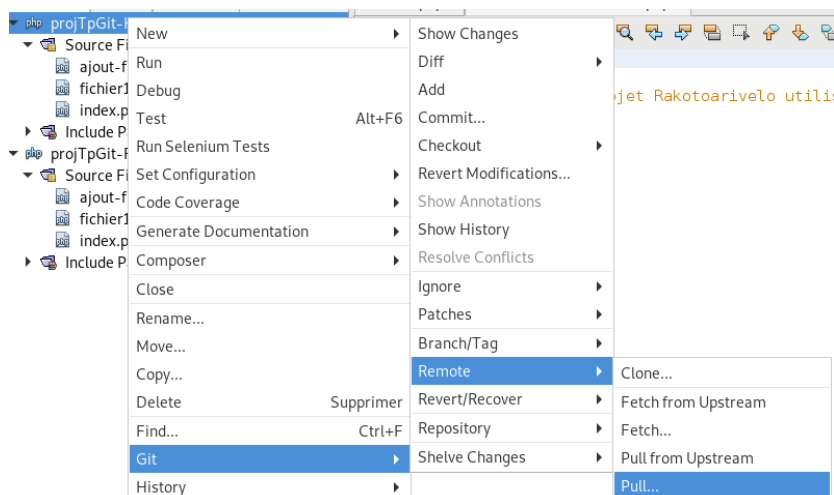 projTpGit-
Source Fi
ajout-f
fichier1
index.p
Include P
projTpGit-
Source Fi
ajout-f
fichier1
index.p
Include P
New
Run
Debug
Test Alt+F6
Run Selenium Tests
Set Configuration
Code Coverage
Generate Documentation
Composer
Close
Rename...
Move...
Copy...
Delete Supprimer
Find... Ctrl+F
Git
History
Show Changes
Diff
Add
Commit...
Checkout
Revert Modifications...
Show Annotations
Show History
Resolve Conflicts
Ignore
Patches
Branch/Tag
Remote
Revert/Recover
Repository
Shelve Changes
Clone...
Fetch from Upstream
Fetch...
Pull from Upstream
Pull...
jet Rakotoarivelo utilis